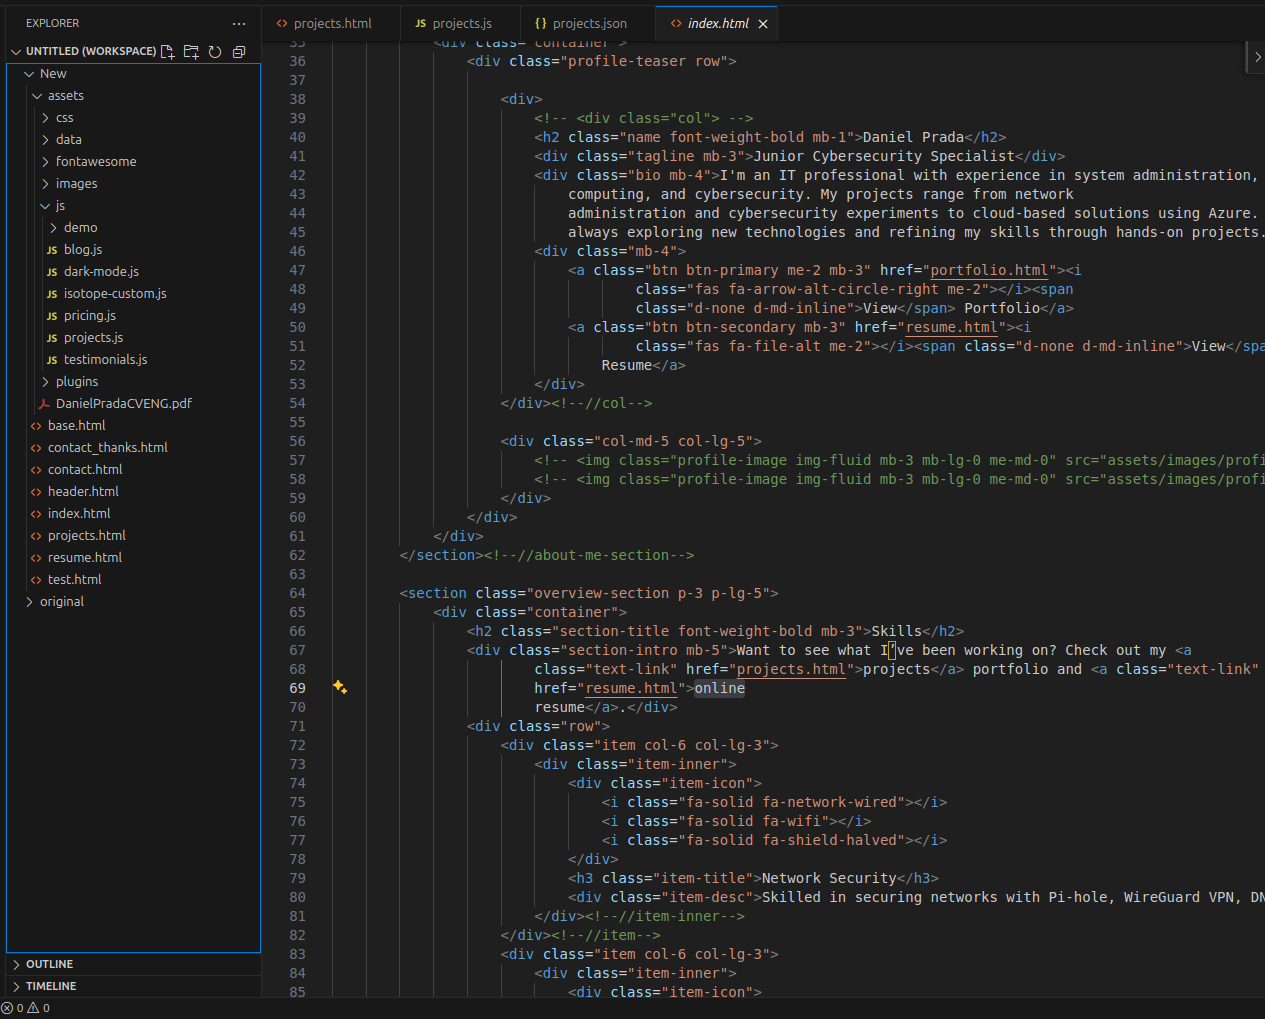 EXPLORER
UNTITLED (WORKSPACE)
New
assets
css
data
fontawesome
images
js
demo
JS blog.js
JS dark-mode.js
JS isotope-custom.js
JS pricing.js
JS projects.js
JS testimonials.js
plugins
DanielPradaCVENG.pdf
<> base.html
<> contact_thanks.html
<> contact.html
<> header.html
<> index.html
<> projects.html
<> resume.html
<> test.html
original
OUTLINE
TIMELINE
0 0
<> projects.html JS projects.js {} projects.json <> index.html
35 <div class="container">
36 <div class="profile-teaser row">
37
38 <div>
39 <!-- <div class="col"> -->
40 <h2 class="name font-weight-bold mb-1">Daniel Prada</h2>
41 <div class="tagline mb-3">Junior Cybersecurity Specialist</div>
42 <div class="bio mb-4">I'm an IT professional with experience in system administration,
43 computing, and cybersecurity. My projects range from network
44 administration and cybersecurity experiments to cloud-based solutions using Azure.
45 always exploring new technologies and refining my skills through hands-on projects.
46 <div class="mb-4">
47 <a class="btn btn-primary me-2 mb-3" href="portfolio.html"><i
48 class="fas fa-arrow-alt-circle-right me-2"></i><span
49 class="d-none d-md-inline">View</span> Portfolio</a>
50 <a class="btn btn-secondary mb-3" href="resume.html"><i
51 class="fas fa-file-alt me-2"></i><span class="d-none d-md-inline">View</spa
52 Resume</a>
53 </div>
54 </div><!--//col-->
55
56 <div class="col-md-5 col-lg-5">
57 <!-- <img class="profile-image img-fluid mb-3 mb-lg-0 me-md-0" src="assets/images/profi
58 <!-- <img class="profile-image img-fluid mb-3 mb-lg-0 me-md-0" src="assets/images/profi
59 </div>
60 </div>
61 </div>
62 </section><!--//about-me-section-->
63
64 <section class="overview-section p-3 p-lg-5">
65 <div class="container">
66 <h2 class="section-title font-weight-bold mb-3">Skills</h2>
67 <div class="section-intro mb-5">Want to see what I’ve been working on? Check out my <a
68 class="text-link" href="projects.html">projects</a> portfolio and <a class="text-link"
69 href="resume.html">online
70 resume</a>.</div>
71 <div class="row">
72 <div class="item col-6 col-lg-3">
73 <div class="item-inner">
74 <div class="item-icon">
75 <i class="fa-solid fa-network-wired"></i>
76 <i class="fa-solid fa-wifi"></i>
77 <i class="fa-solid fa-shield-halved"></i>
78 </div>
79 <h3 class="item-title">Network Security</h3>
80 <div class="item-desc">Skilled in securing networks with Pi-hole, WireGuard VPN, DN
81 </div><!--//item-inner-->
82 </div><!--//item-->
83 <div class="item col-6 col-lg-3">
84 <div class="item-inner">
85 <div class="item-icon">